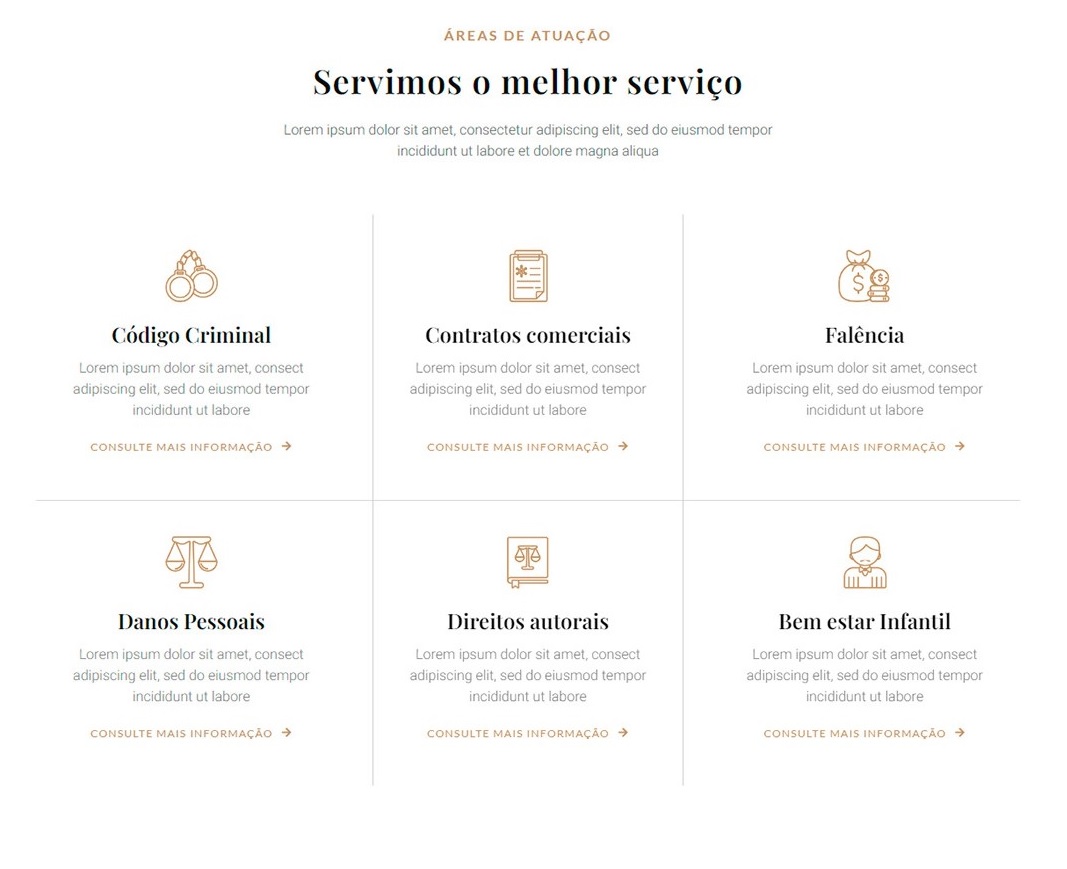 ÁREAS DE ATUAÇÃO
Servimos o melhor serviço
Lorem ipsum dolor sit amet, consectetur adipiscing elit, sed do eiusmod tempor
incididunt ut labore et dolore magna aliqua
Código Criminal
Lorem ipsum dolor sit amet, consect
adipiscing elit, sed do eiusmod tempor
incididunt ut labore
CONSULTE MAIS INFORMAÇÃO →
Contratos comerciais
Lorem ipsum dolor sit amet, consect
adipiscing elit, sed do eiusmod tempor
incididunt ut labore
CONSULTE MAIS INFORMAÇÃO →
$
$
Falência
Lorem ipsum dolor sit amet, consect
adipiscing elit, sed do eiusmod tempor
incididunt ut labore
CONSULTE MAIS INFORMAÇÃO →
Danos Pessoais
Lorem ipsum dolor sit amet, consect
adipiscing elit, sed do eiusmod tempor
incididunt ut labore
CONSULTE MAIS INFORMAÇÃO →
Direitos autorais
Lorem ipsum dolor sit amet, consect
adipiscing elit, sed do eiusmod tempor
incididunt ut labore
CONSULTE MAIS INFORMAÇÃO →
Bem estar Infantil
Lorem ipsum dolor sit amet, consect
adipiscing elit, sed do eiusmod tempor
incididunt ut labore
CONSULTE MAIS INFORMAÇÃO →